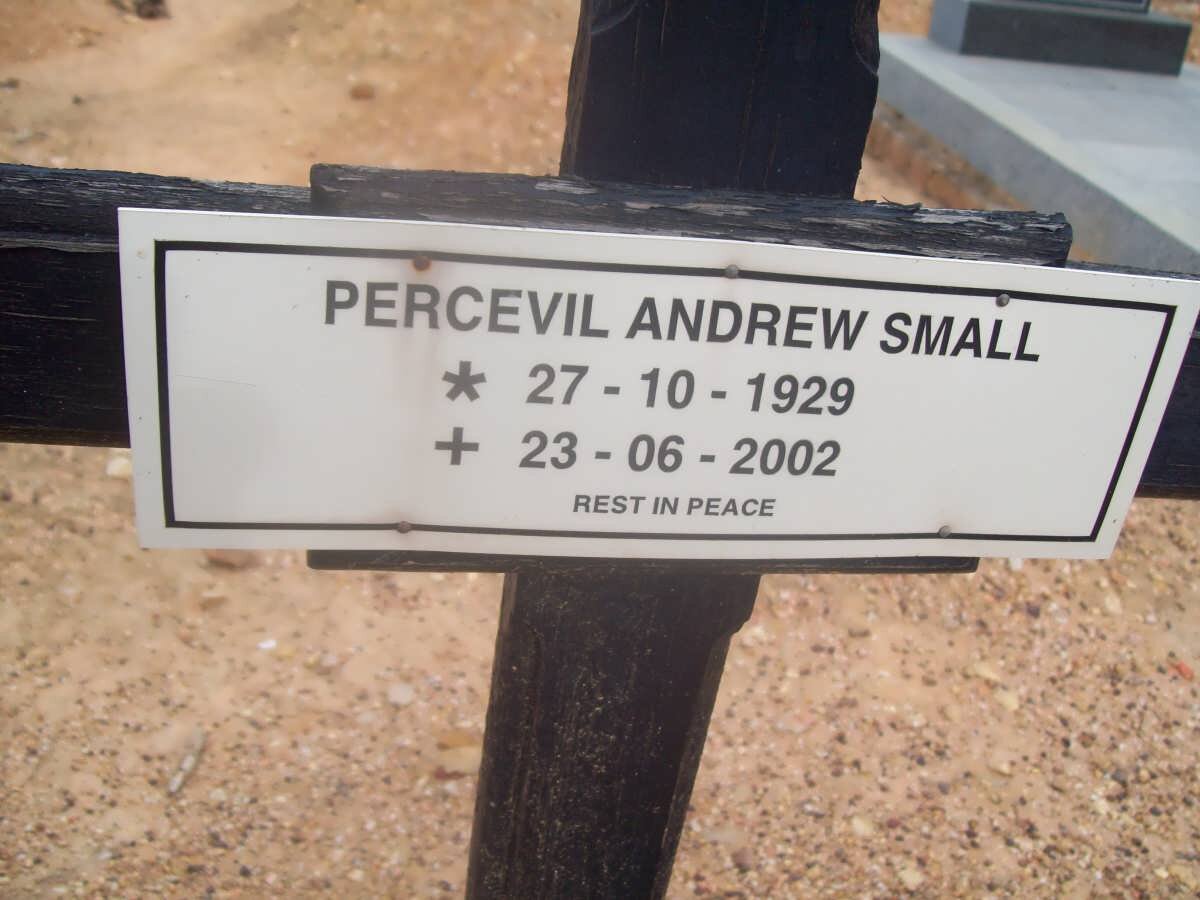 PERCEVIL ANDREW SMALL
* 27 - 10 - 1929
+ 23 - 06 - 2002
REST IN PEACE